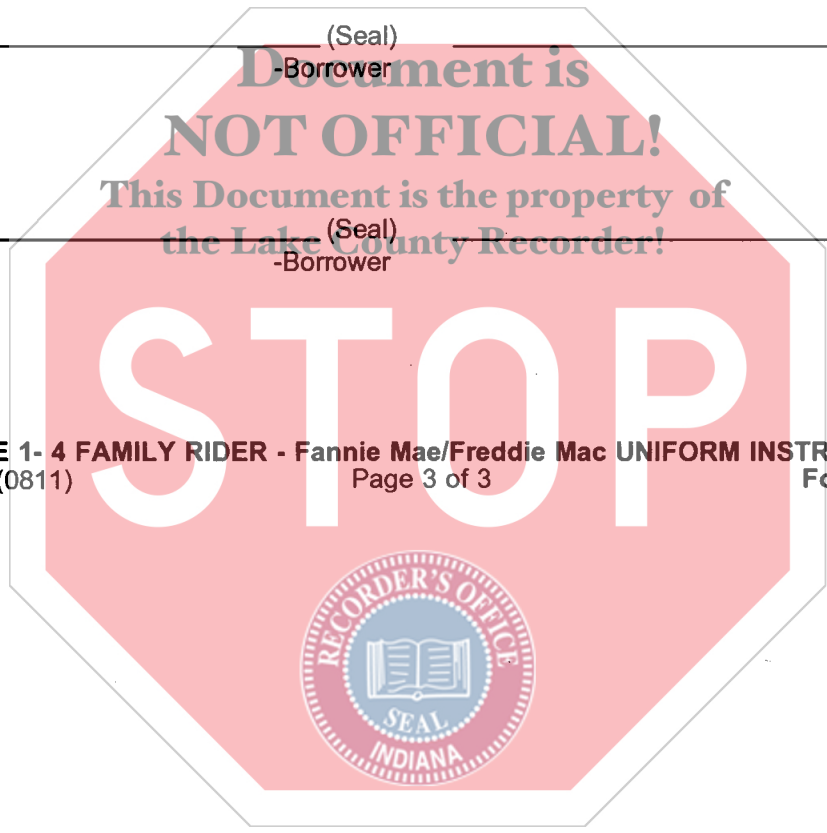 (Seal)
-Borrower
Document is
NOT OFFICIAL!
This Document is the property of
the Lake County Recorder!
(Seal)
-Borrower
STOP
E 1- 4 FAMILY RIDER - Fannie Mae/Freddie Mac UNIFORM INSTR
(0811) Page 3 of 3 Fo
RECORDER'S OFFICE
SEAL
INDIANA